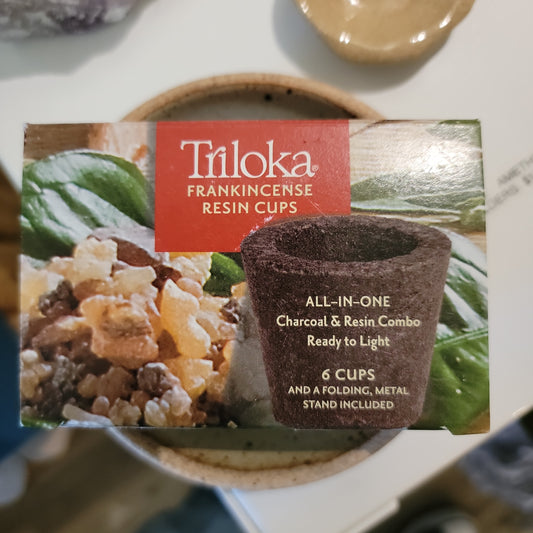 Triloka®
FRANKINCENSE
RESIN CUPS
ALL-IN-ONE
Charcoal & Resin Combo
Ready to Light
6 CUPS
AND A FOLDING, METAL
STAND INCLUDED